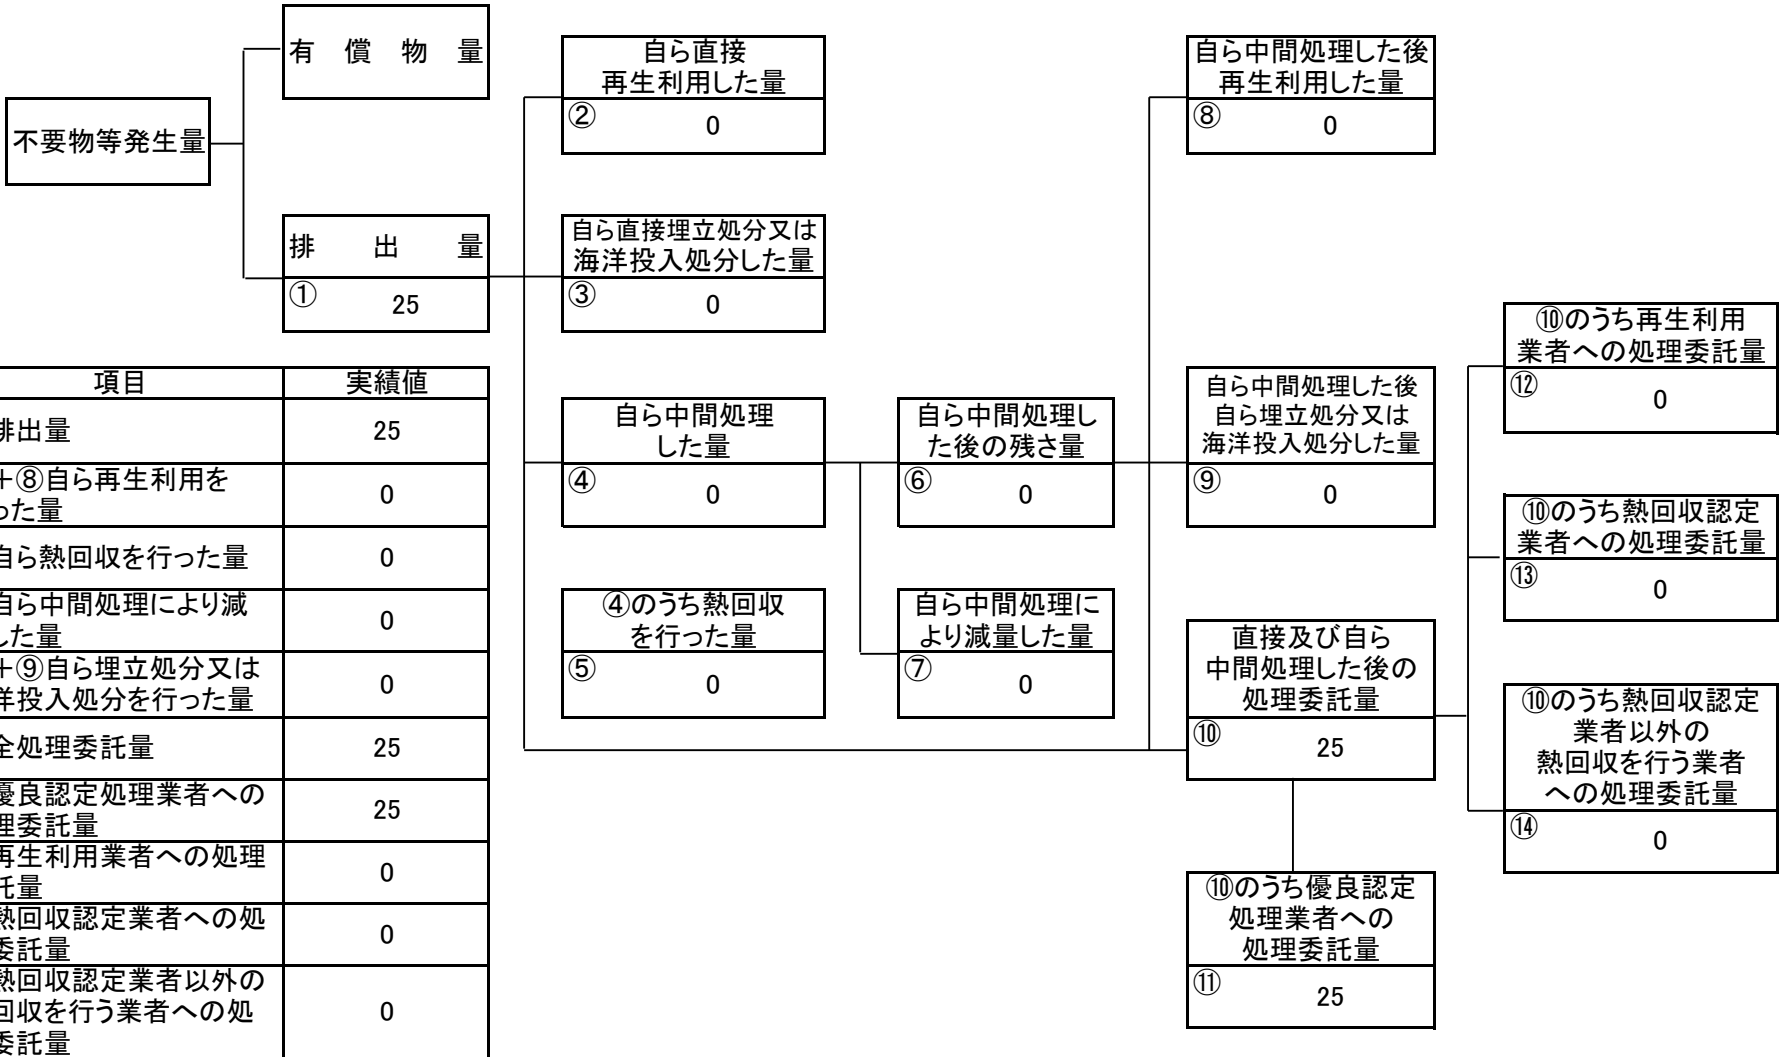 有 償 物 量
不要物等発生量
排 出 量
① 25
自ら直接
再生利用した量
② 0
自ら直接埋立処分又は
海洋投入処分した量
③ 0
自ら中間処理
した量
④ 0
④のうち熱回収
を行った量
⑤ 0
自ら中間処理し
た後の残さ量
⑥ 0
自ら中間処理に
より減量した量
⑦ 0
自ら中間処理した後
再生利用した量
⑧ 0
自ら中間処理した後
自ら埋立処分又は
海洋投入処分した量
⑨ 0
直接及び自ら
中間処理した後の
処理委託量
⑩ 25
⑩のうち優良認定
処理業者への
処理委託量
⑪ 25
⑩のうち再生利用
業者への処理委託量
⑫ 0
⑩のうち熱回収認定
業者への処理委託量
⑬ 0
⑩のうち熱回収認定
業者以外の
熱回収を行う業者
への処理委託量
⑭ 0
項目 実績値
排出量 25
+⑧自ら再生利用を
った量 0
自ら熱回収を行った量 0
自ら中間処理により減
した量 0
+⑨自ら埋立処分又は
洋投入処分を行った量 0
全処理委託量 25
優良認定処理業者への
理委託量 25
再生利用業者への処理
託量 0
熱回収認定業者への処
委託量 0
熱回収認定業者以外の
回収を行う業者への処
委託量 0